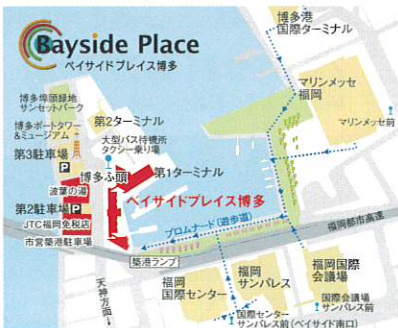 Bayside Place
ベイサイドプレイス博多
博多港
国際ターミナル
マリンメッセ
福岡
マリンメッセ前
博多埠頭緑地
サンセットパーク
博多ポートタワー
&ミュージアム
第3駐車場
P
第2ターミナル
大型バス待機所
タクシー乗り場
博多ふ頭
第1ターミナル
波葉の湯
第2駐車場
P
JTC福岡免税店
市営築港駐車場
ベイサイドプレイス博多
プロムナード(遊歩道)
福岡都市高速
築港ランプ
天神方面→
福岡
国際センター
福岡
サンパレス
福岡国際
会議場
国際会議場
サンパレス前
国際センター
サンパレス前(ベイサイド南口)